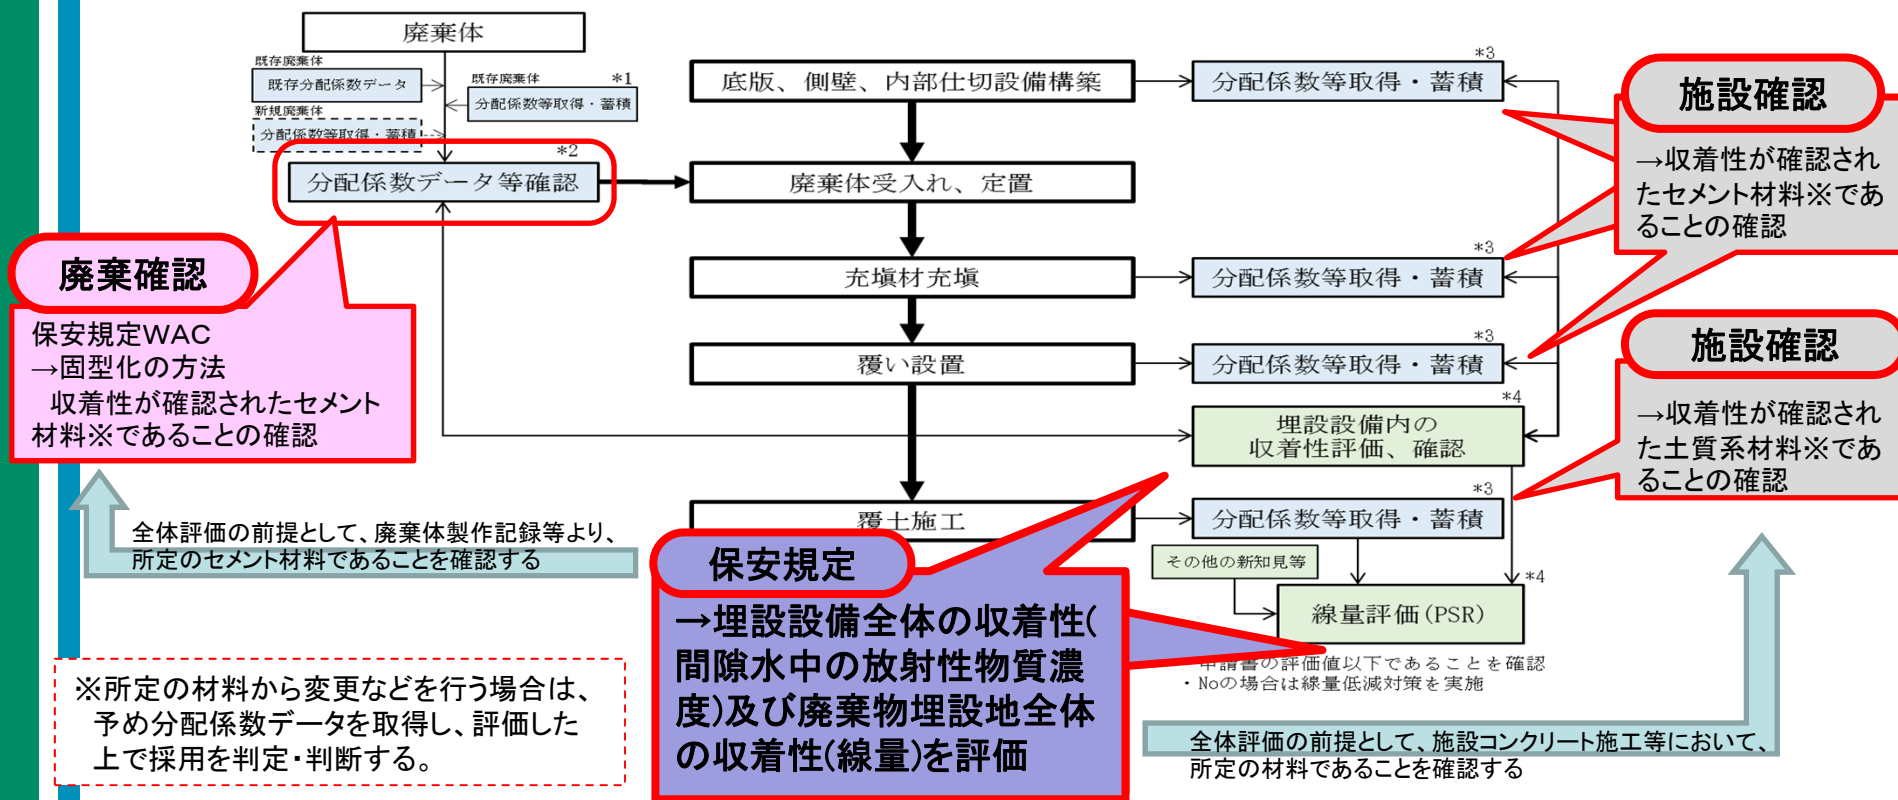 廃棄体
既存廃棄体
既存分配係数データ
既存廃棄体
*1
分配係数等取得・蓄積
新規廃棄体
分配係数等取得・蓄積
*2
分配係数データ等確認
底版、側壁、内部仕切設備構築
*3
分配係数等取得・蓄積
廃棄体受入れ、定置
充塡材充塡
*3
分配係数等取得・蓄積
覆い設置
*3
分配係数等取得・蓄積
*4
埋設設備内の
収着性評価、確認
覆土施工
*3
分配係数等取得・蓄積
その他の新知見等
*4
線量評価(PSR)
申請書の評価値以下であることを確認
・Noの場合は線量低減対策を実施
廃棄確認
保安規定WAC
→固型化の方法
収着性が確認されたセメント
材料※であることの確認
全体評価の前提として、廃棄体製作記録等より、
所定のセメント材料であることを確認する
※所定の材料から変更などを行う場合は、
予め分配係数データを取得し、評価した
上で採用を判定・判断する。
保安規定
→埋設設備全体の収着性(
間隙水中の放射性物質濃
度)及び廃棄物埋設地全体
の収着性(線量)を評価
施設確認
→収着性が確認され
たセメント材料※であ
ることの確認
施設確認
→収着性が確認され
た土質系材料※であ
ることの確認
全体評価の前提として、施設コンクリート施工等において、
所定の材料であることを確認する